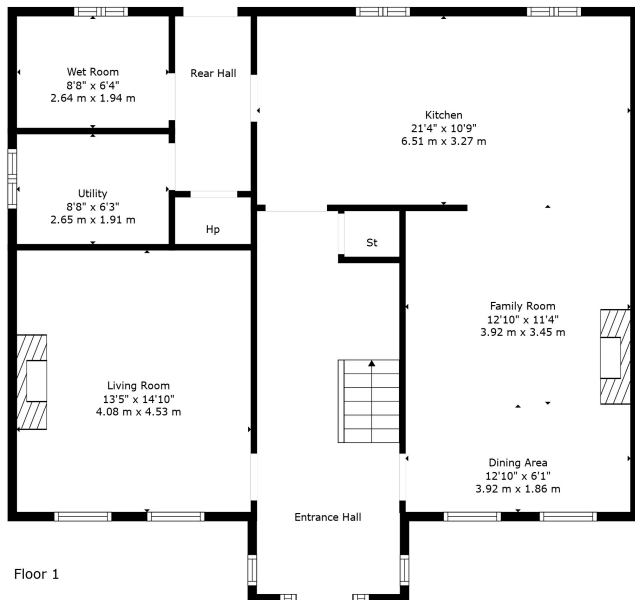 Wet Room
8'8" x 6'4"
2.64 m x 1.94 m
Rear Hall
Kitchen
21'4" x 10'9"
6.51 m x 3.27 m
Utility
8'8" x 6'3"
2.65 m x 1.91 m
Hp
St
Family Room
12'10" x 11'4"
3.92 m x 3.45 m
Living Room
13'5" x 14'10"
4.08 m x 4.53 m
Dining Area
12'10" x 6'1"
3.92 m x 1.86 m
Entrance Hall
Floor 1